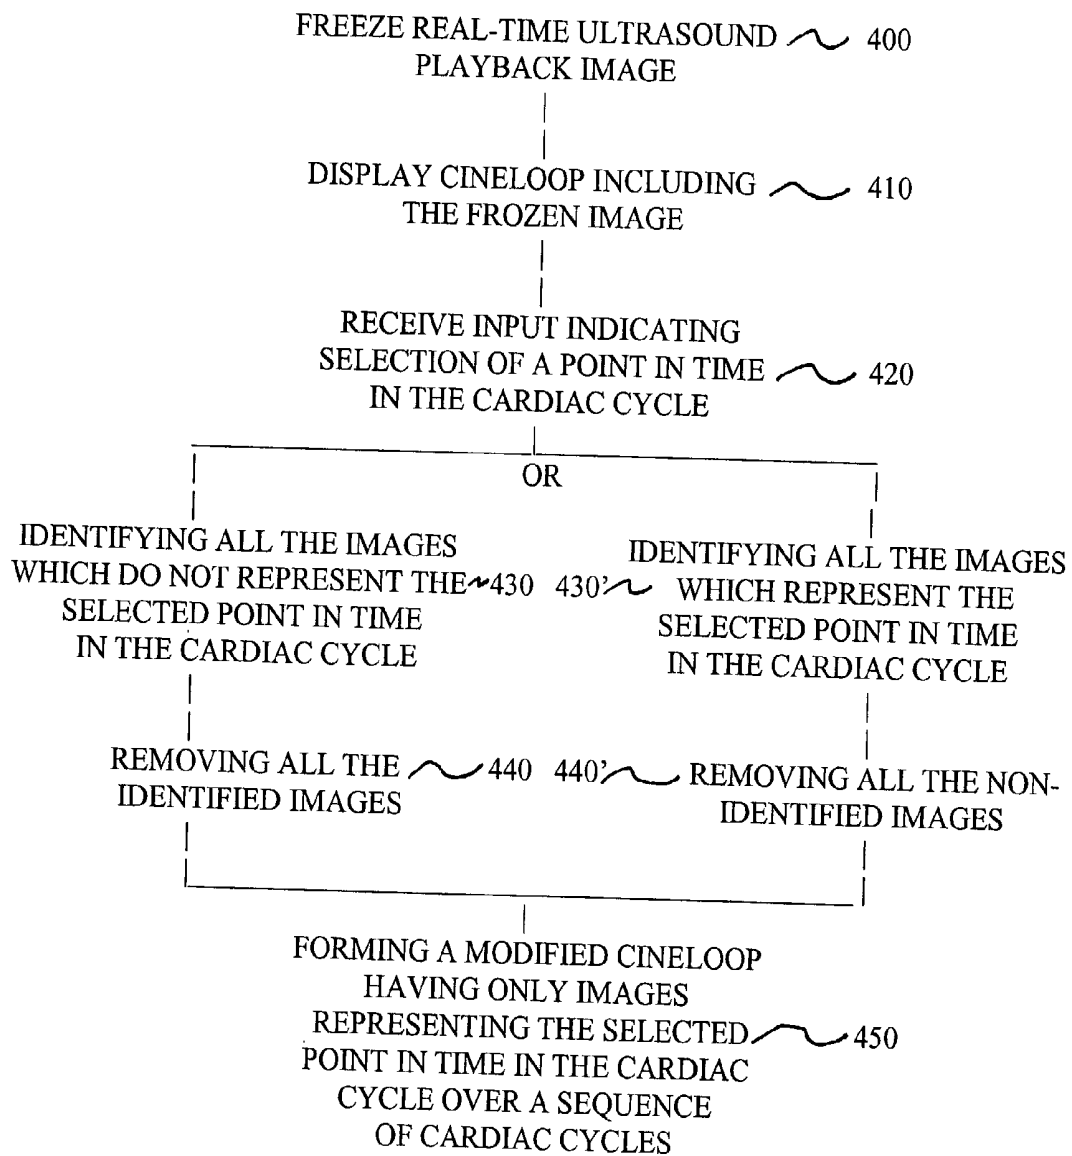 FREEZE REAL-TIME ULTRASOUND 400
PLAYBACK IMAGE
DISPLAY CINELOOP INCLUDING 410
THE FROZEN IMAGE
RECEIVE INPUT INDICATING
SELECTION OF A POINT IN TIME 420
IN THE CARDIAC CYCLE
OR
IDENTIFYING ALL THE IMAGES
WHICH DO NOT REPRESENT THE 430
SELECTED POINT IN TIME
IN THE CARDIAC CYCLE
IDENTIFYING ALL THE IMAGES
430' WHICH REPRESENT THE
SELECTED POINT IN TIME
IN THE CARDIAC CYCLE
REMOVING ALL THE 440
IDENTIFIED IMAGES
440' REMOVING ALL THE NON-
IDENTIFIED IMAGES
FORMING A MODIFIED CINELOOP
HAVING ONLY IMAGES
REPRESENTING THE SELECTED 450
POINT IN TIME IN THE CARDIAC
CYCLE OVER A SEQUENCE
OF CARDIAC CYCLES